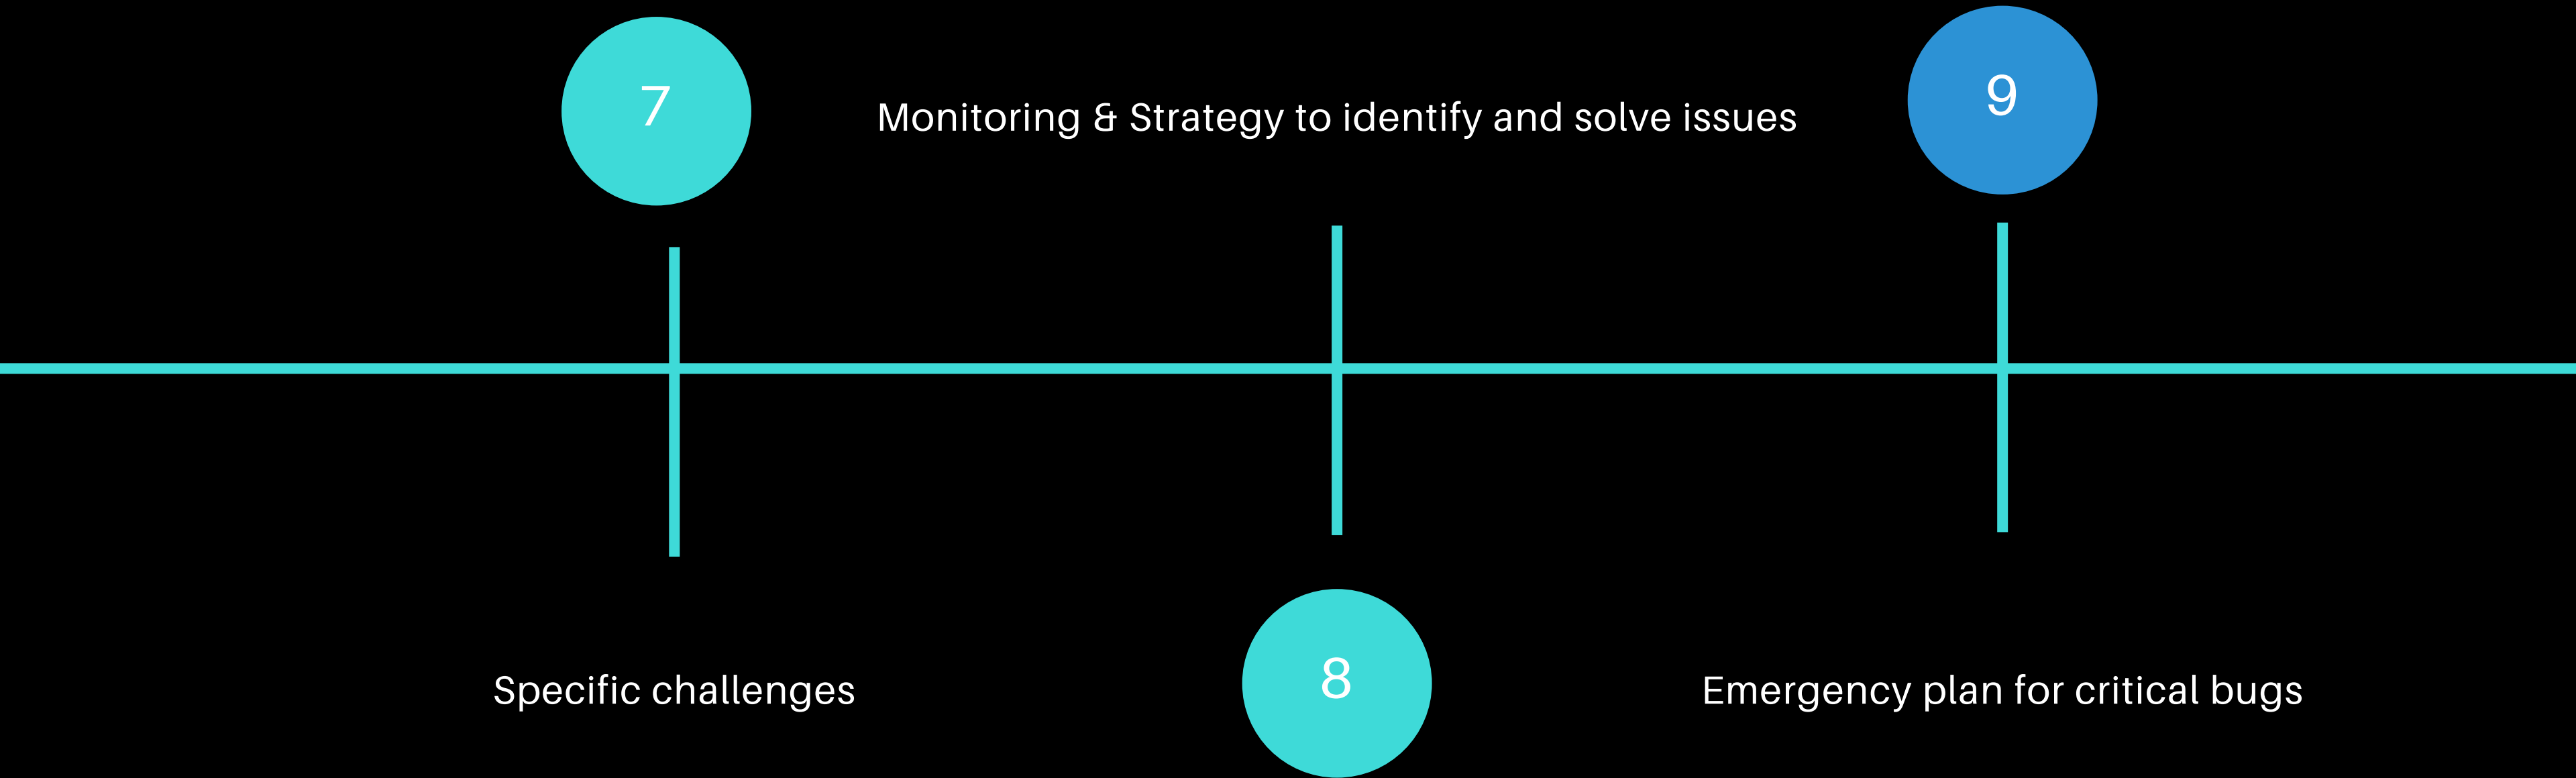 7
Monitoring & Strategy to identify and solve issues
9
Specific challenges
8
Emergency plan for critical bugs